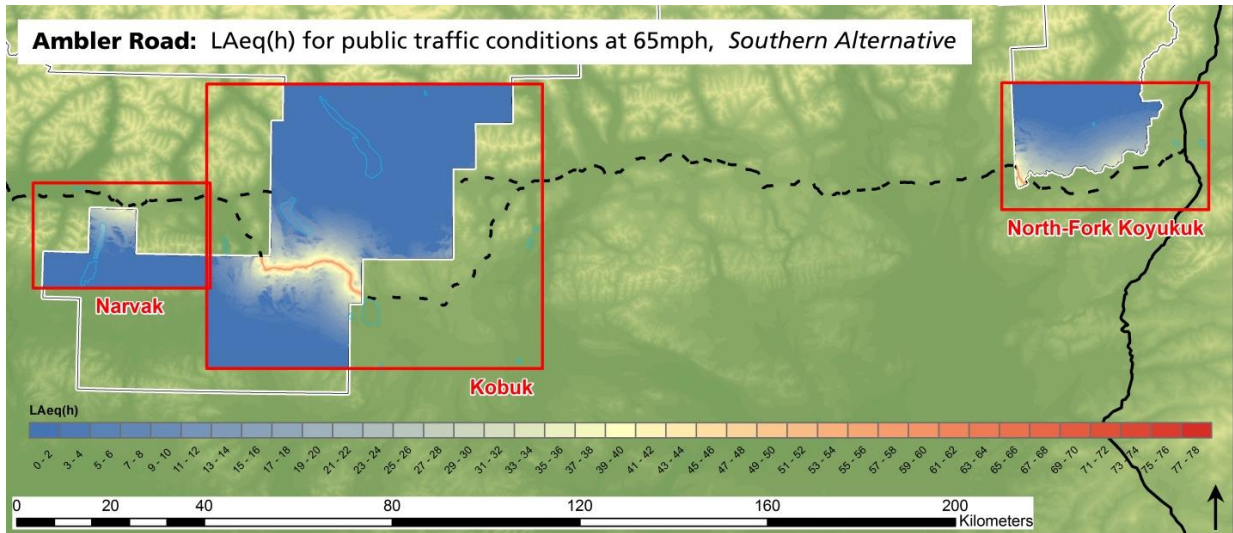 Ambler Road: LAeq(h) for public traffic conditions at 65mph, Southern Alternative
North-Fork Koyukuk
Narvak
Kobuk
LAeq(h)
0 - 2
3 - 4
5 - 6
7 - 8
9 - 10
11 - 12
13 - 14
15 - 16
17 - 18
19 - 20
21 - 22
23 - 24
25 - 26
27 - 28
29 - 30
31 - 32
33 - 34
35 - 36
37 - 38
39 - 40
41 - 42
43 - 44
45 - 46
47 - 48
49 - 50
51 - 52
53 - 54
55 - 56
57 - 58
59 - 60
61 - 62
63 - 64
65 - 66
67 - 68
69 - 70
71 - 72
73 - 74
75 - 76
77 - 78
0 20 40 80 120 160 200
Kilometers